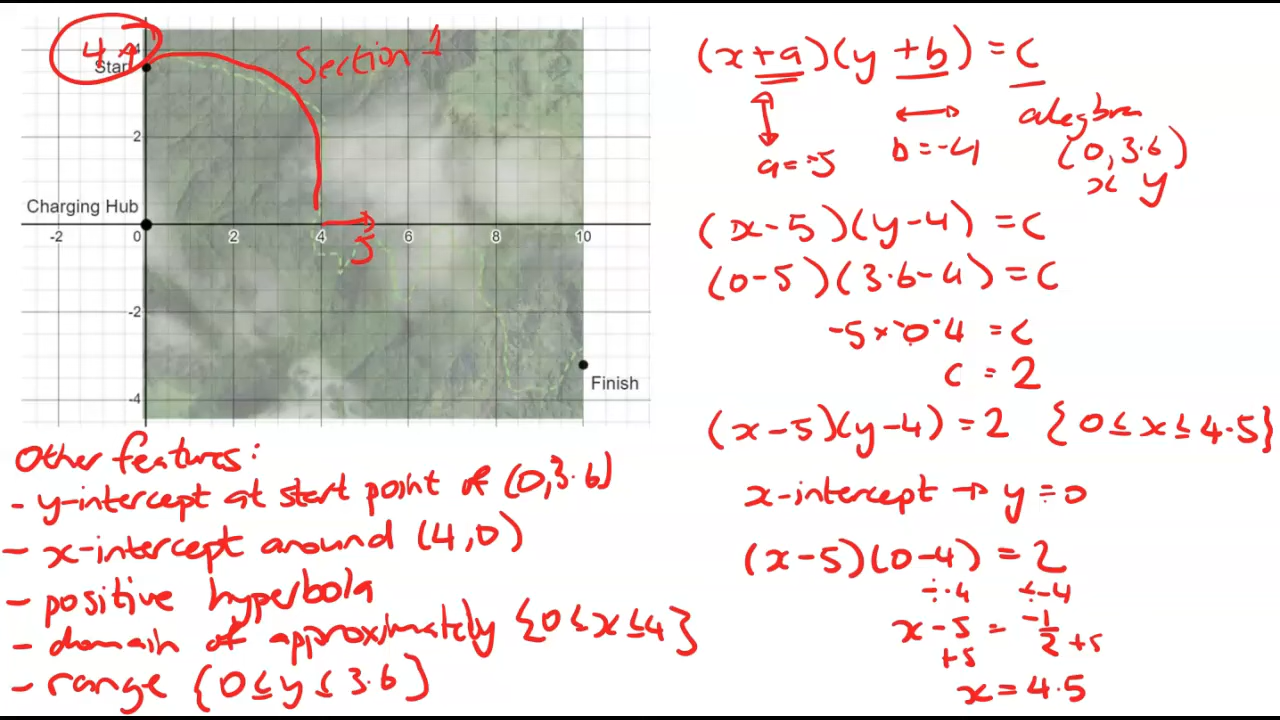 4
Start
Section 1
2
Charging Hub
-2 0 2 4 6 8 10
5
-2
Finish
-4
Other features:
- y-intercept at start point of (0,3.6)
- x-intercept around (4,0)
- positive hyperbola
- domain of approximately {0≤x≤4}
- range {0≤y≤3.6}
(x+a)(y+b)=c
algebra
a=-5 b=-4 (0,3.6)
x y
(x-5)(y-4)=c
(0-5)(3.6-4)=c
-5×-0.4=c
c=2
(x-5)(y-4)=2 {0≤x≤4.5}
x-intercept → y=0
(x-5)(0-4)=2
÷-4 ÷-4
x-5=-1/2
+5 +5
x=4.5